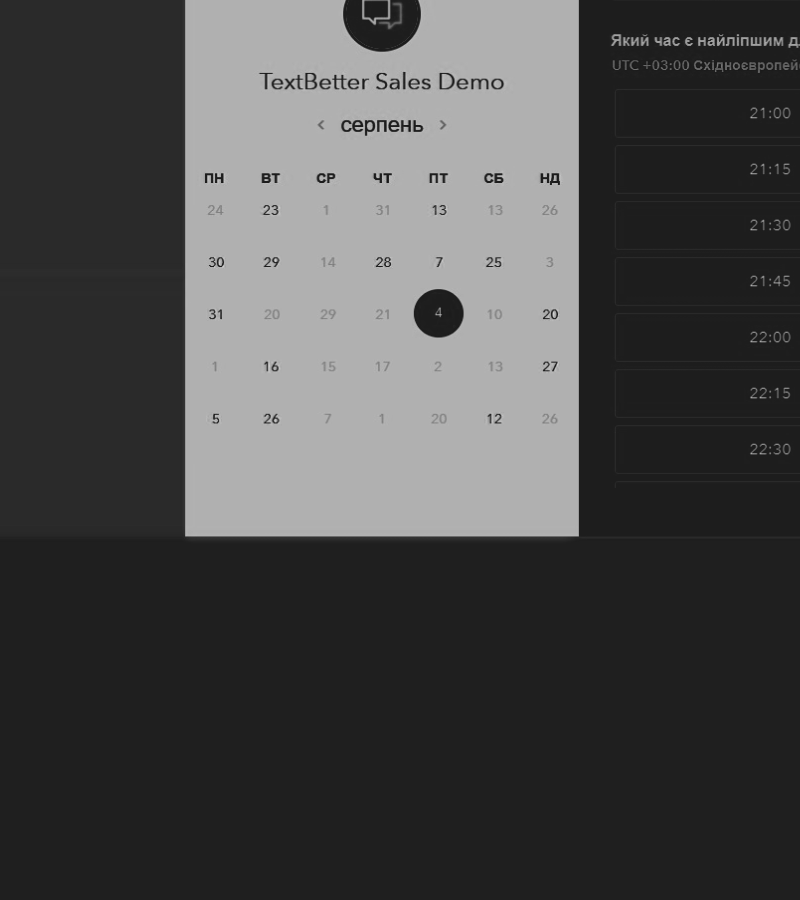 TextBetter Sales Demo
< серпень >
ПН ВТ СР ЧТ ПТ СБ НД
24 23 1 31 13 13 26
30 29 14 28 7 25 3
31 20 29 21 4 10 20
1 16 15 17 2 13 27
5 26 7 1 20 12 26
Який час є найліпшим
UTC +03:00 Східноєвропей
21:00
21:15
21:30
21:45
22:00
22:15
22:30